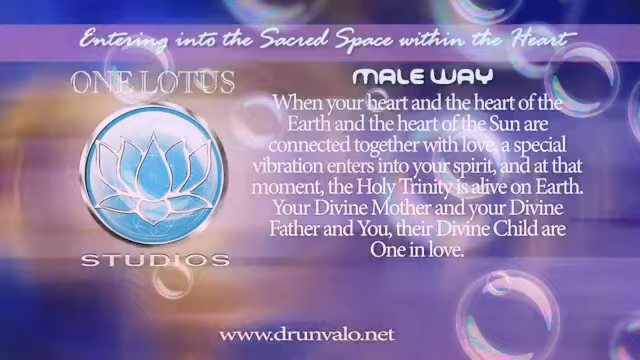 Entering into the Sacred Space within the Heart
ONE LOTUS
STUDIOS
MALE WAY
When your heart and the heart of the
Earth and the heart of the Sun are
connected together with love, a special
vibration enters into your spirit, and at that
moment, the Holy Trinity is alive on Earth.
Your Divine Mother and your Divine
Father and You, their Divine Child are
One in love.
www.drunvalo.net